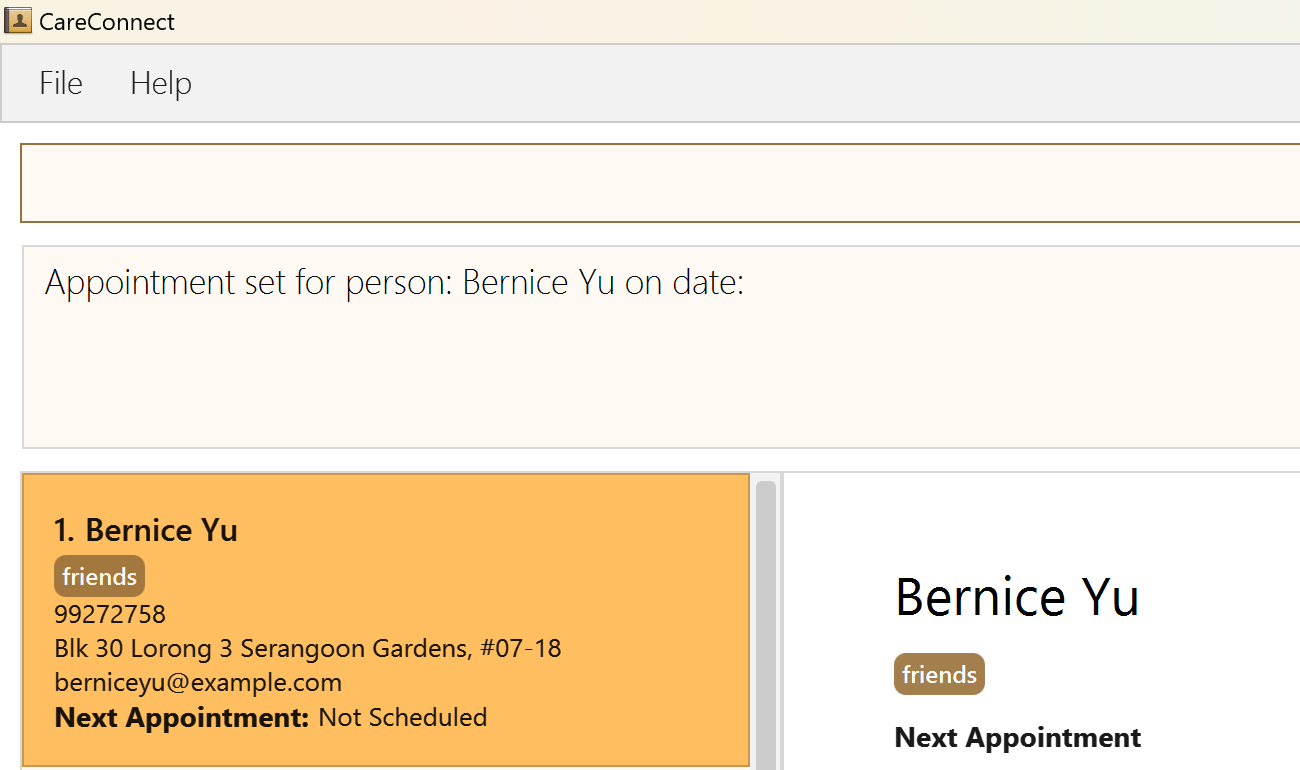 CareConnect
File Help
Appointment set for person: Bernice Yu on date:
1. Bernice Yu
friends
99272758
Blk 30 Lorong 3 Serangoon Gardens, #07-18
berniceyu@example.com
Next Appointment: Not Scheduled
Bernice Yu
friends
Next Appointment